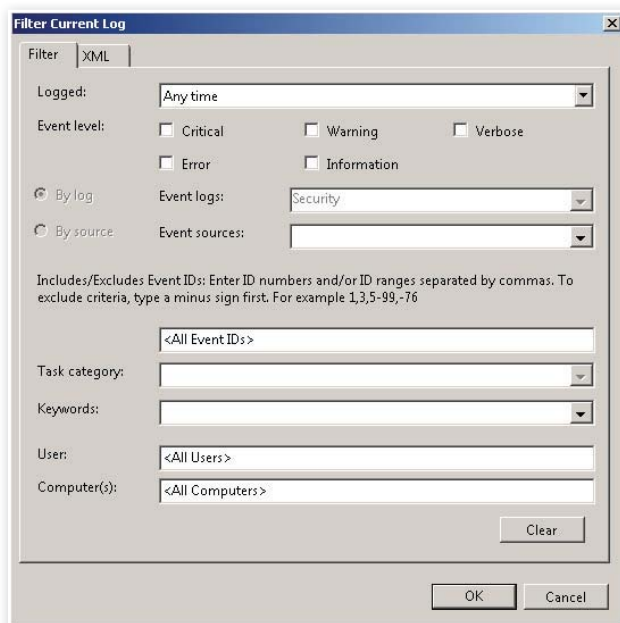 Filter Current Log
Filter XML
Logged: Any time
Event level: Critical Warning Verbose
Error Information
By log Event logs: Security
By source Event sources:
Includes/Excludes Event IDs: Enter ID numbers and/or ID ranges separated by commas. To
exclude criteria, type a minus sign first. For example 1,3,5-99,-76
<All Event IDs>
Task category:
Keywords:
User: <All Users>
Computer(s): <All Computers>
Clear
OK Cancel